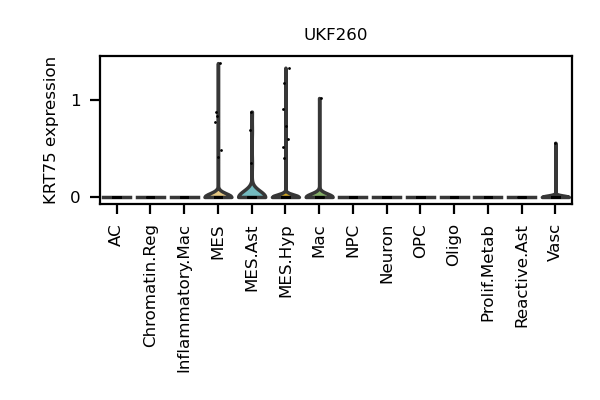 UKF260
KRT75 expression
1
0
AC
Chromatin.Reg
Inflammatory.Mac
MES
MES.Ast
MES.Hyp
Mac
NPC
Neuron
OPC
Oligo
Prolif.Metab
Reactive.Ast
Vasc